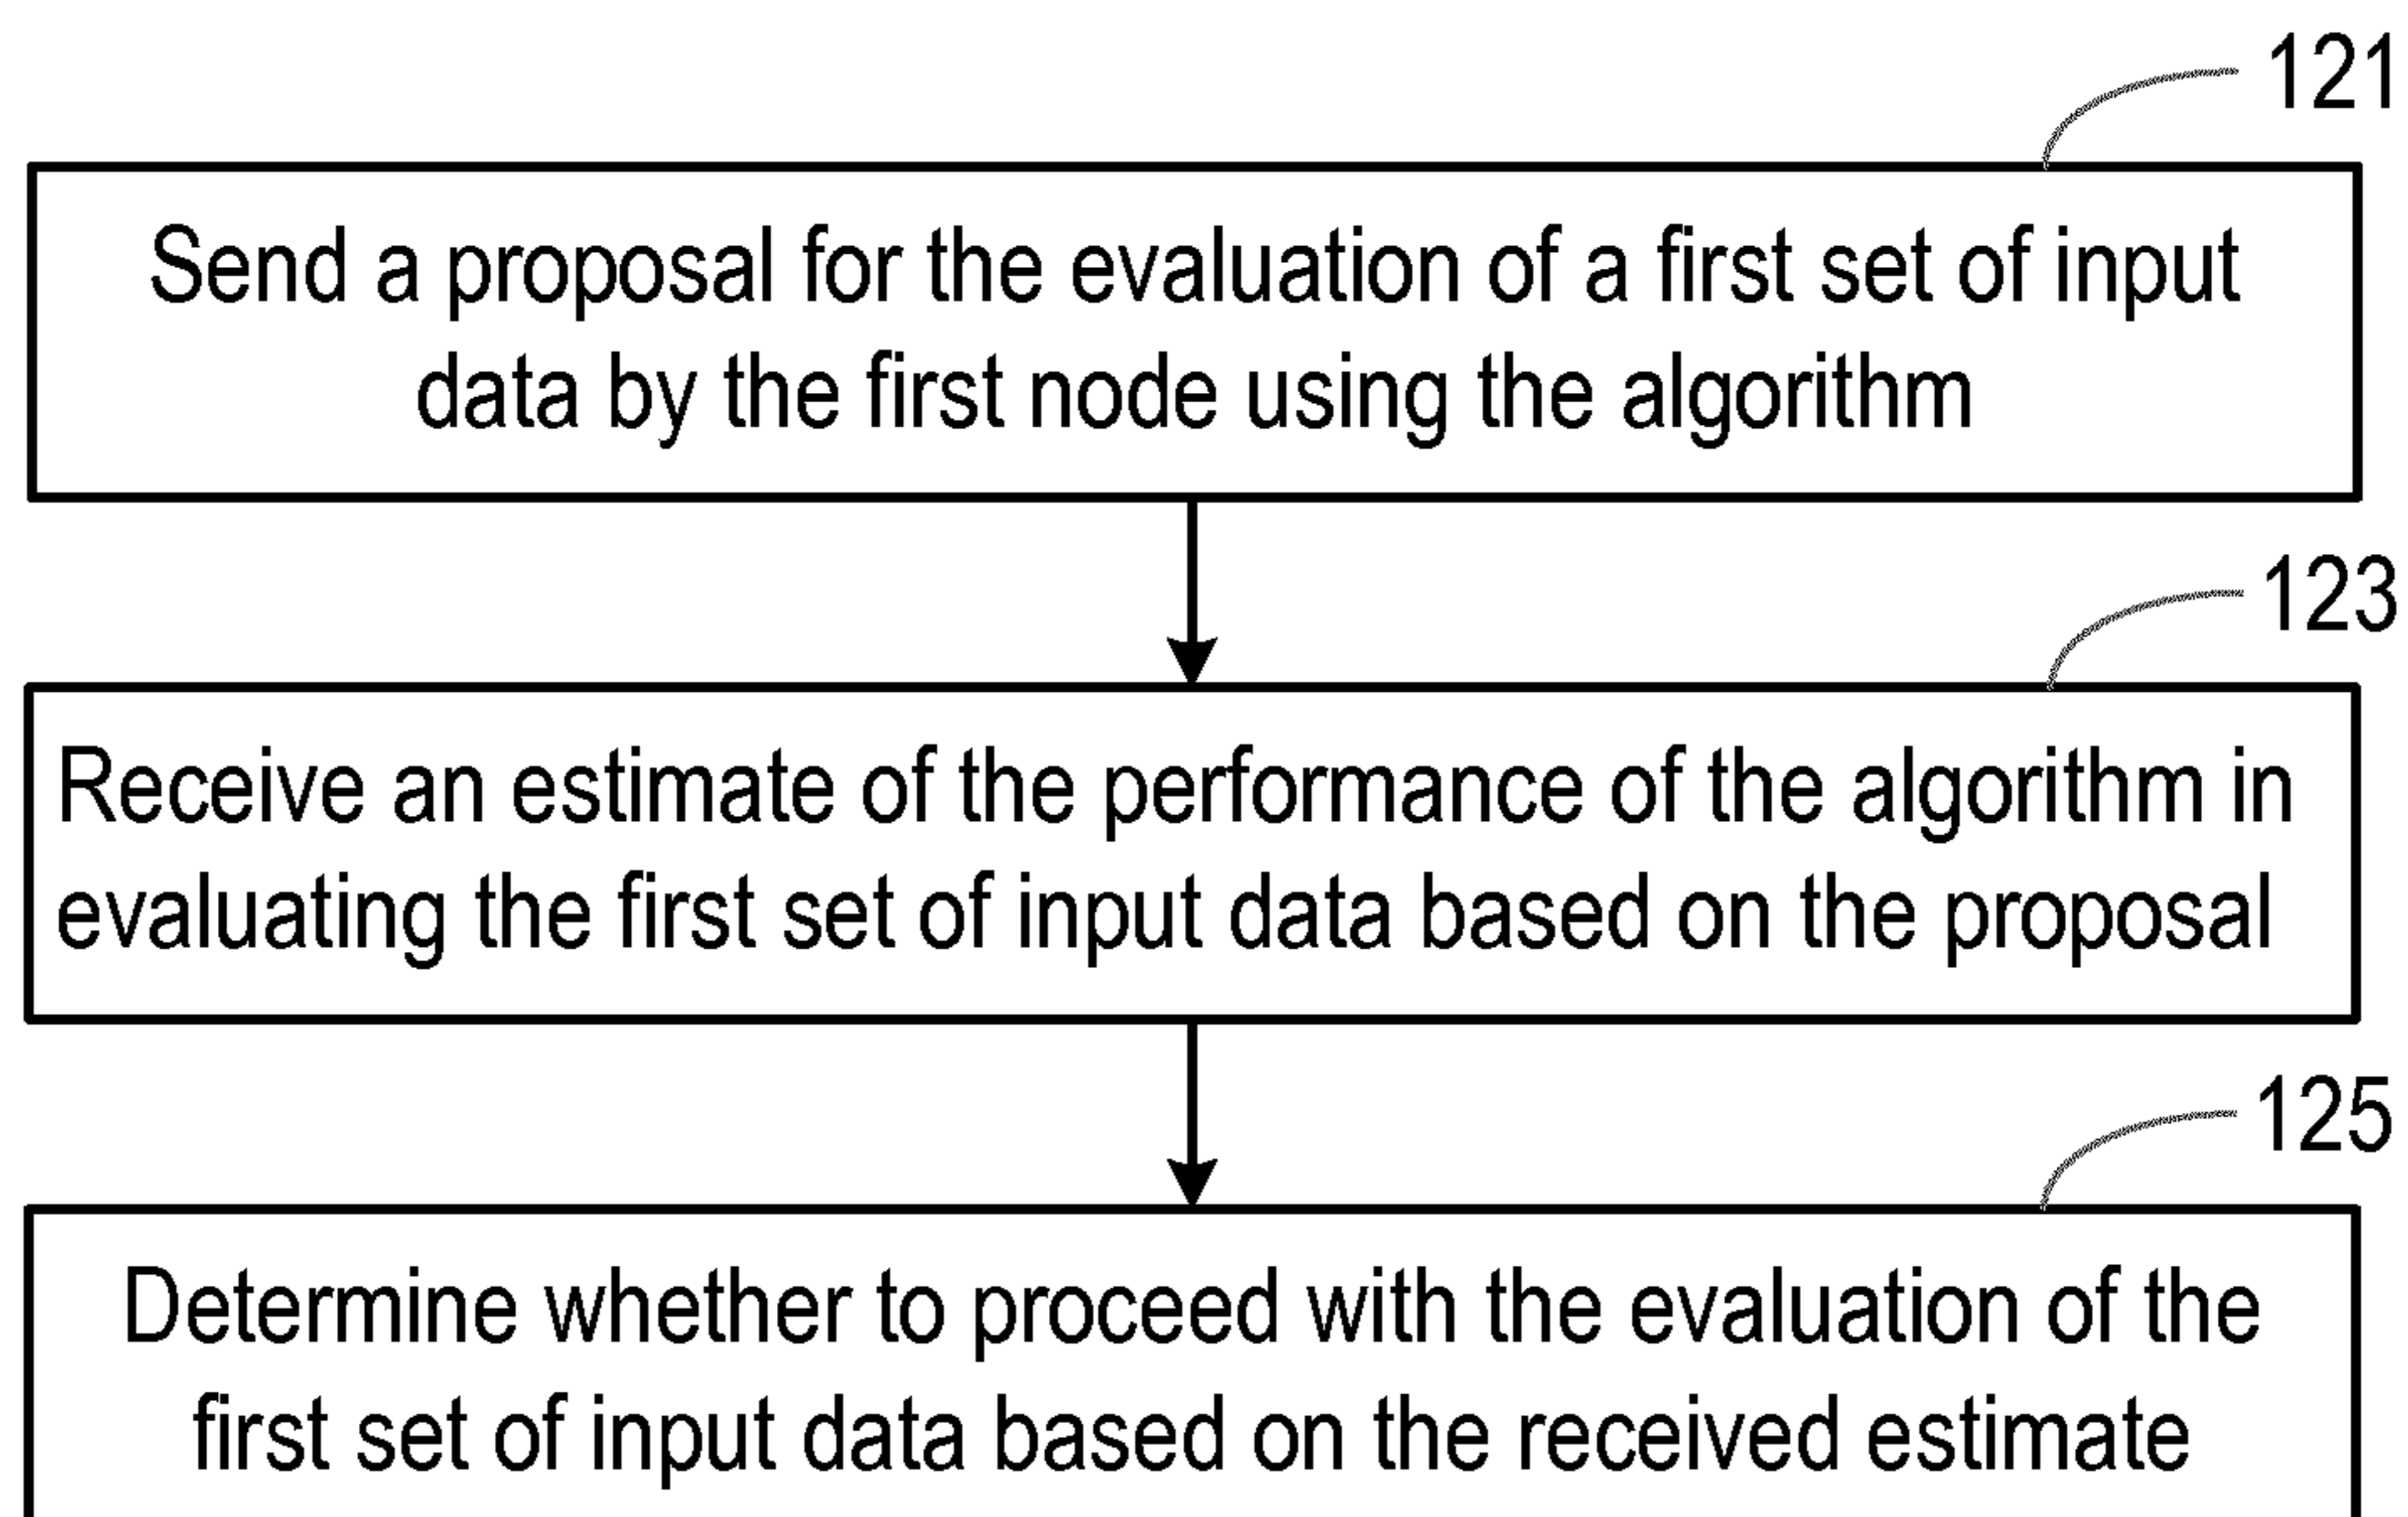 121
Send a proposal for the evaluation of a first set of input
data by the first node using the algorithm
123
Receive an estimate of the performance of the algorithm in
evaluating the first set of input data based on the proposal
125
Determine whether to proceed with the evaluation of the
first set of input data based on the received estimate